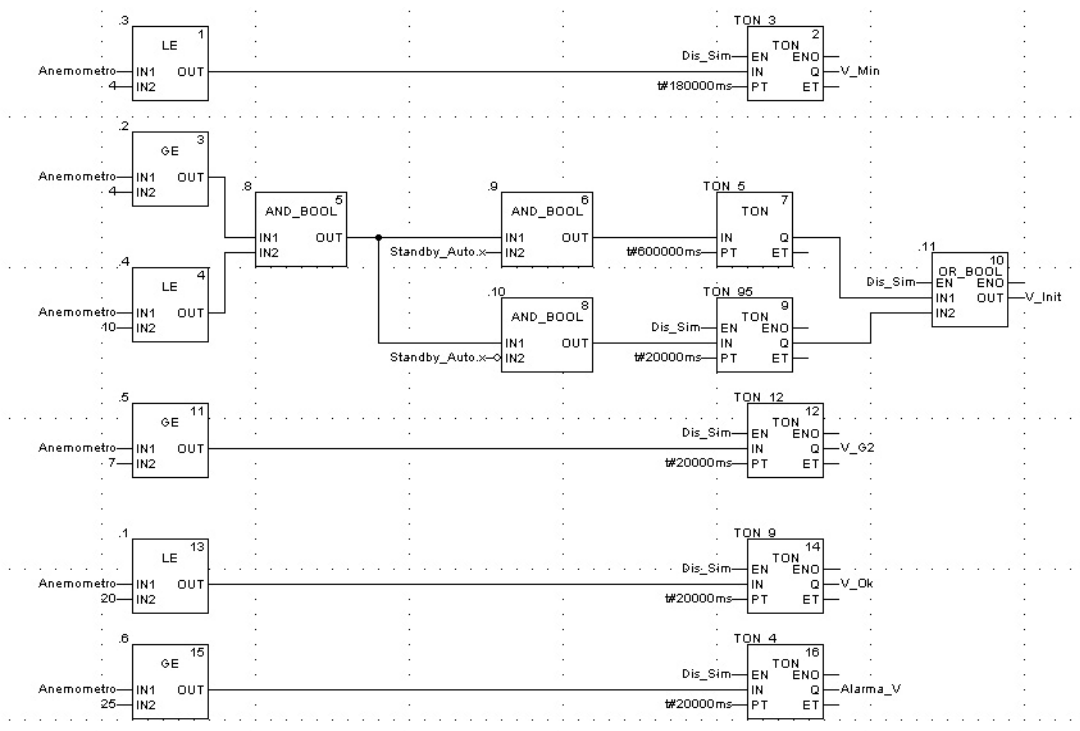 .3 TON 3
1 2
LE TON
Dis_Sim EN ENO
Anemometro IN1 OUT IN Q V_Min
4 IN2 t#180000ms PT ET
.2
3
GE
Anemometro IN1 OUT
4 IN2
.8 .9 TON 5
5 6 7
AND_BOOL AND_BOOL TON
IN1 OUT IN1 OUT IN Q
IN2 Standby_Auto.x IN2 t#600000ms PT ET
.4 .11
4 10
LE OR_BOOL
Dis_Sim EN ENO
Anemometro IN1 OUT IN1 OUT V_Init
10 IN2 IN2
.10 TON 95
8 9
AND_BOOL TON
Dis_Sim EN ENO
IN1 OUT IN Q
Standby_Auto.x IN2 t#20000ms PT ET
.5 TON 12
11 12
GE TON
Dis_Sim EN ENO
Anemometro IN1 OUT IN Q V_G2
7 IN2 t#20000ms PT ET
.1 TON 9
13 14
LE TON
Dis_Sim EN ENO
Anemometro IN1 OUT IN Q V_Ok
20 IN2 t#20000ms PT ET
.6 TON 4
15 16
GE TON
Dis_Sim EN ENO
Anemometro IN1 OUT IN Q Alarma_V
25 IN2 t#20000ms PT ET